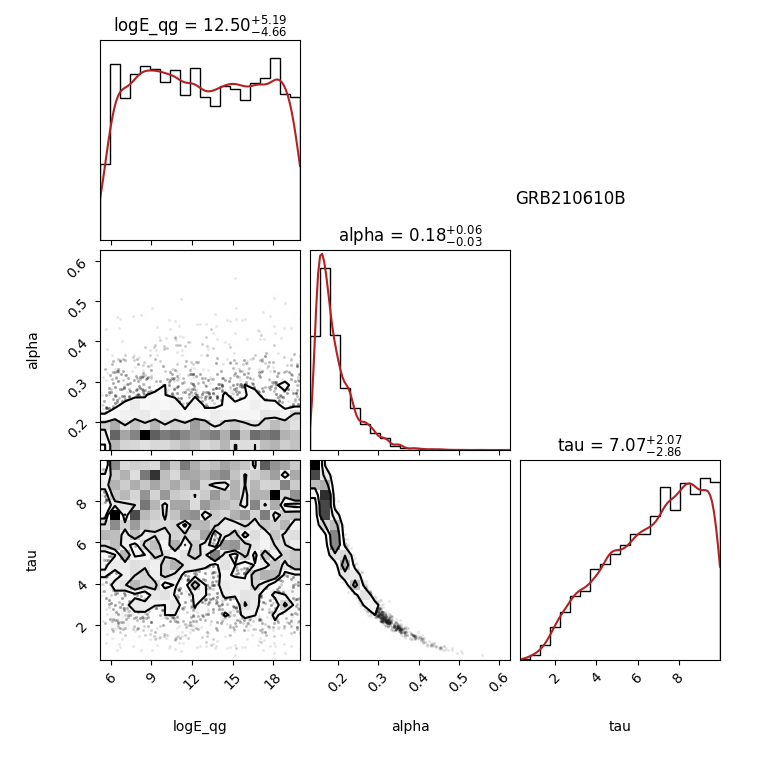 logE_qg = 12.50+5.19 −4.66
GRB210610B
alpha = 0.18+0.06 −0.03
0.6
0.5
0.4
0.3
0.2
alpha
tau = 7.07+2.07 −2.86
8
6
4
2
tau
6 9 12 15 18
0.2 0.3 0.4 0.5 0.6
2 4 6 8
logE_qg
alpha
tau